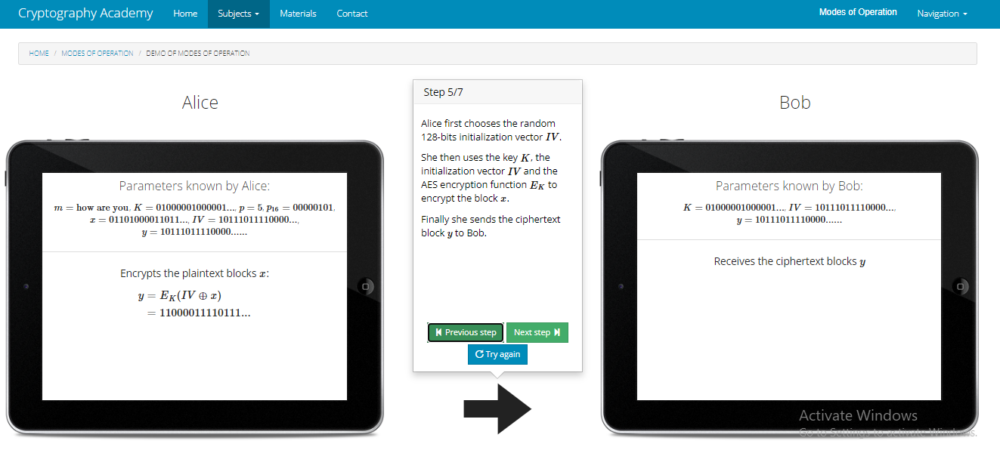 Cryptography Academy Home Subjects Materials Contact Modes of Operation Navigation
HOME / MODES OF OPERATION / DEMO OF MODES OF OPERATION
Alice
Parameters known by Alice:
m = how are you, K = 01000001000001..., p = 5, p₁₆ = 00000101,
x = 01101000011011..., IV = 10111011110000...,
y = 10111011110000......
Encrypts the plaintext blocks x:
y = E_K(IV ⊕ x)
= 11000011110111...
Step 5/7
Alice first chooses the random
128-bits initialization vector IV.
She then uses the key K, the
initialization vector IV and the
AES encryption function E_K to
encrypt the block x.
Finally she sends the ciphertext
block y to Bob.
Previous step Next step
Try again
Bob
Parameters known by Bob:
K = 01000001000001..., IV = 10111011110000...,
y = 10111011110000......
Receives the ciphertext blocks y
Activate Windows
Go to Settings to activate Windows.